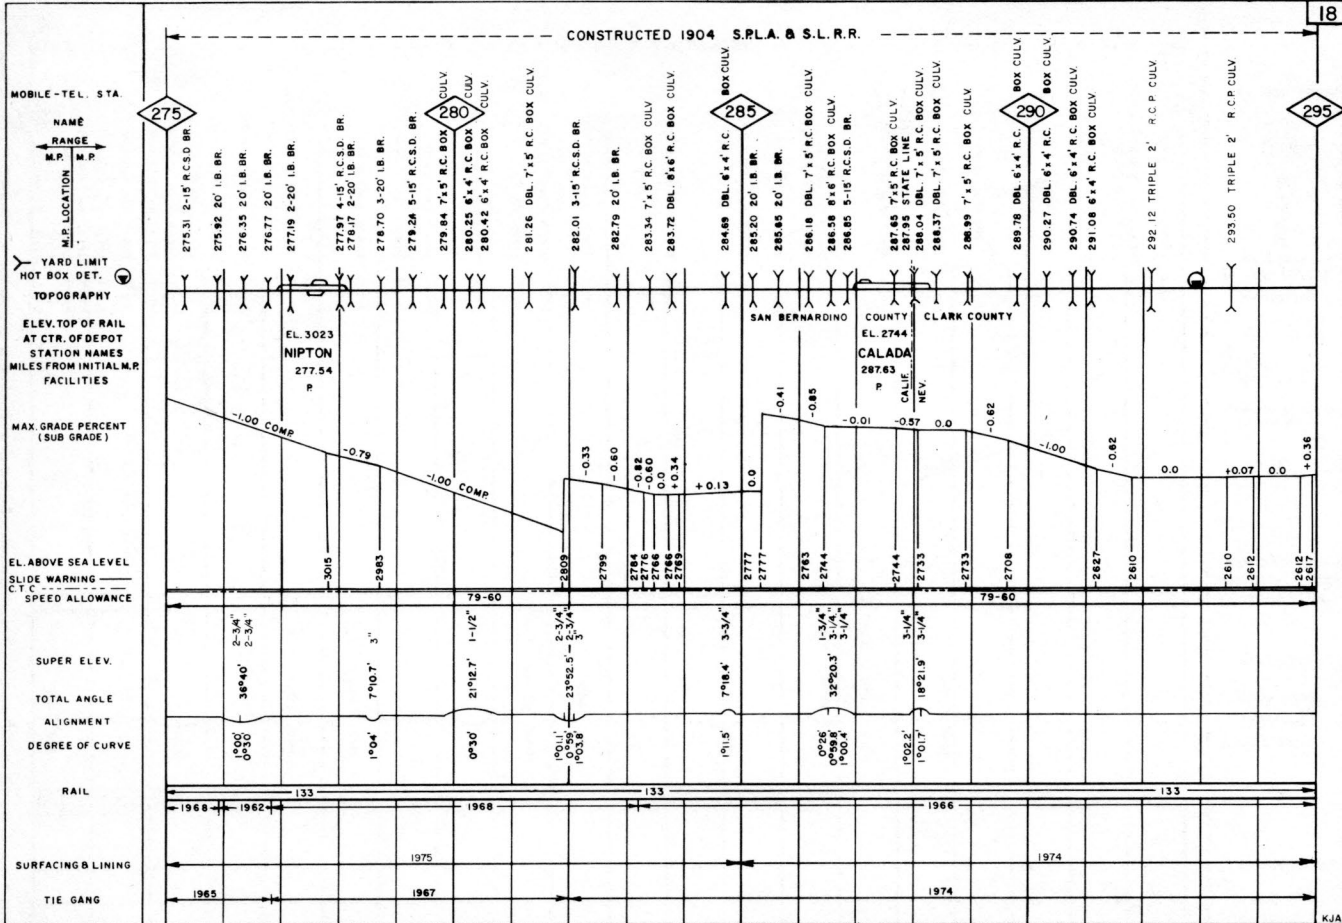 18
CONSTRUCTED 1904 S.P.L.A. & S.L.R.R.
MOBILE-TEL. STA.
NAME
RANGE
M.P. M.P.
M.P. LOCATION
275
280
285
290
295
275.31 2-15' R.C.S.D. BR.
275.92 20' I.B. BR.
276.35 20' I.B. BR.
276.77 20' I.B. BR.
277.19 2-20' I.B. BR.
277.97 4-15' R.C.S.D. BR.
278.17 2-20' I.B. BR.
278.70 3-20' I.B. BR.
279.24 5-15' R.C.S.D. BR.
279.84 7'x5' R.C. BOX CULV.
280.25 6'x4' R.C. BOX CULV
280.42 6'x4' R.C. BOX CULV.
281.26 DBL. 7'x5' R.C. BOX CULV.
282.01 3-15' R.C.S.D. BR.
282.79 20' I.B. BR.
283.34 7'x5' R.C. BOX CULV
283.72 DBL. 6'x6' R.C. BOX CULV.
284.69 DBL. 6'x4' R.C. BOX CULV.
285.20 20' I.B. BR.
285.65 20' I.B. BR.
286.18 DBL. 7'x5' R.C. BOX CULV.
286.58 8'x6' R.C. BOX CULV.
286.85 5-15' R.C.S.D. BR.
287.65 7'x5' R.C. BOX CULV.
287.95 STATE LINE
288.04 DBL. 7'x5' R.C. BOX CULV.
288.37 DBL. 7'x5' R.C. BOX CULV.
288.99 7'x5' R.C. BOX CULV.
289.78 DBL. 6'x4' R.C. BOX CULV.
290.27 DBL. 6'x4' R.C. BOX CULV.
290.74 DBL. 6'x4' R.C. BOX CULV.
291.08 6'x4' R.C. BOX CULV.
292.12 TRIPLE 2' R.C.P. CULV.
293.50 TRIPLE 2' R.C.P. CULV.
YARD LIMIT
HOT BOX DET.
TOPOGRAPHY
ELEV. TOP OF RAIL
AT CTR. OF DEPOT
STATION NAMES
MILES FROM INITIAL M.P.
FACILITIES
EL. 3023
NIPTON
277.54
P.
SAN BERNARDINO COUNTY CLARK COUNTY
EL. 2744
CALADA
287.63
P
CALIF.
NEV.
MAX. GRADE PERCENT
(SUB GRADE)
-1.00 COMP. -0.79 -1.00 COMP. -0.33 -0.60 -0.82 -0.60 0.0 +0.34 +0.13 0.0 -0.41 -0.85 -0.01 -0.57 0.0 -0.62 -1.00 -0.62 0.0 +0.07 0.0 +0.36
EL. ABOVE SEA LEVEL
3015 2983 2809 2799 2784 2776 2766 2766 2769 2777 2777 2763 2744 2744 2733 2733 2708 2627 2610 2610 2612 2612 2617
SLIDE WARNING
C.T.C
SPEED ALLOWANCE
79-60 79-60
SUPER ELEV.
2-3/4" 2-3/4" 3" 1-1/2" 2-3/4" 2-3/4" 3" 3-3/4" 1-3/4" 3-1/4" 3-1/4" 3-1/4" 3-1/4"
TOTAL ANGLE
36°40' 7°10.7' 21°12.7' 23°52.5' 7°18.4' 32°20.3' 18°21.9'
ALIGNMENT
DEGREE OF CURVE
1°00' 0°30' 1°04' 0°30' 1°01.1' 0°59' 1°03.8' 1°11.5' 0°26' 0°59.8' 1°00.4' 1°02.2' 1°01.7'
RAIL
133 133 133
1968 1962 1968 1966
SURFACING & LINING
1975 1974
TIE GANG
1965 1967 1974
KJA